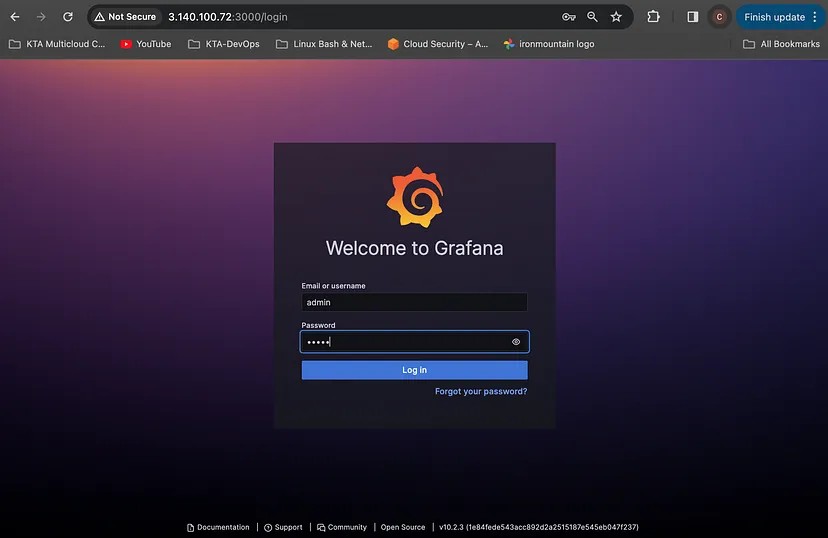 Not Secure 3.140.100.72:3000/login C Finish update
KTA Multicloud C... YouTube KTA-DevOps Linux Bash & Net... Cloud Security – A... ironmountain logo All Bookmarks
Welcome to Grafana
Email or username
admin
Password
•••••
Log in
Forgot your password?
Documentation | Support | Community | Open Source | v10.2.3 (1e84fede543acc892d2a2515187e545eb047f237)